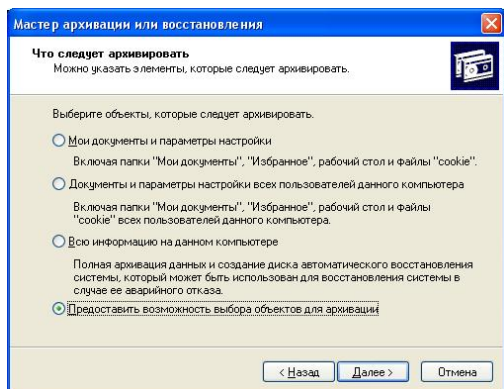 Мастер архивации или восстановления
Что следует архивировать
Можно указать элементы, которые следует архивировать.
Выберите объекты, которые следует архивировать.
Мои документы и параметры настройки
Включая папки "Мои документы", "Избранное", рабочий стол и файлы "cookie".
Документы и параметры настройки всех пользователей данного компьютера
Включая папки "Мои документы", "Избранное", рабочий стол и файлы
"cookie" всех пользователей данного компьютера.
Всю информацию на данном компьютере
Полная архивация данных и создание диска автоматического восстановления
системы, который может быть использован для восстановления системы в
случае ее аварийного отказа.
Предоставить возможность выбора объектов для архивации
< Назад Далее > Отмена